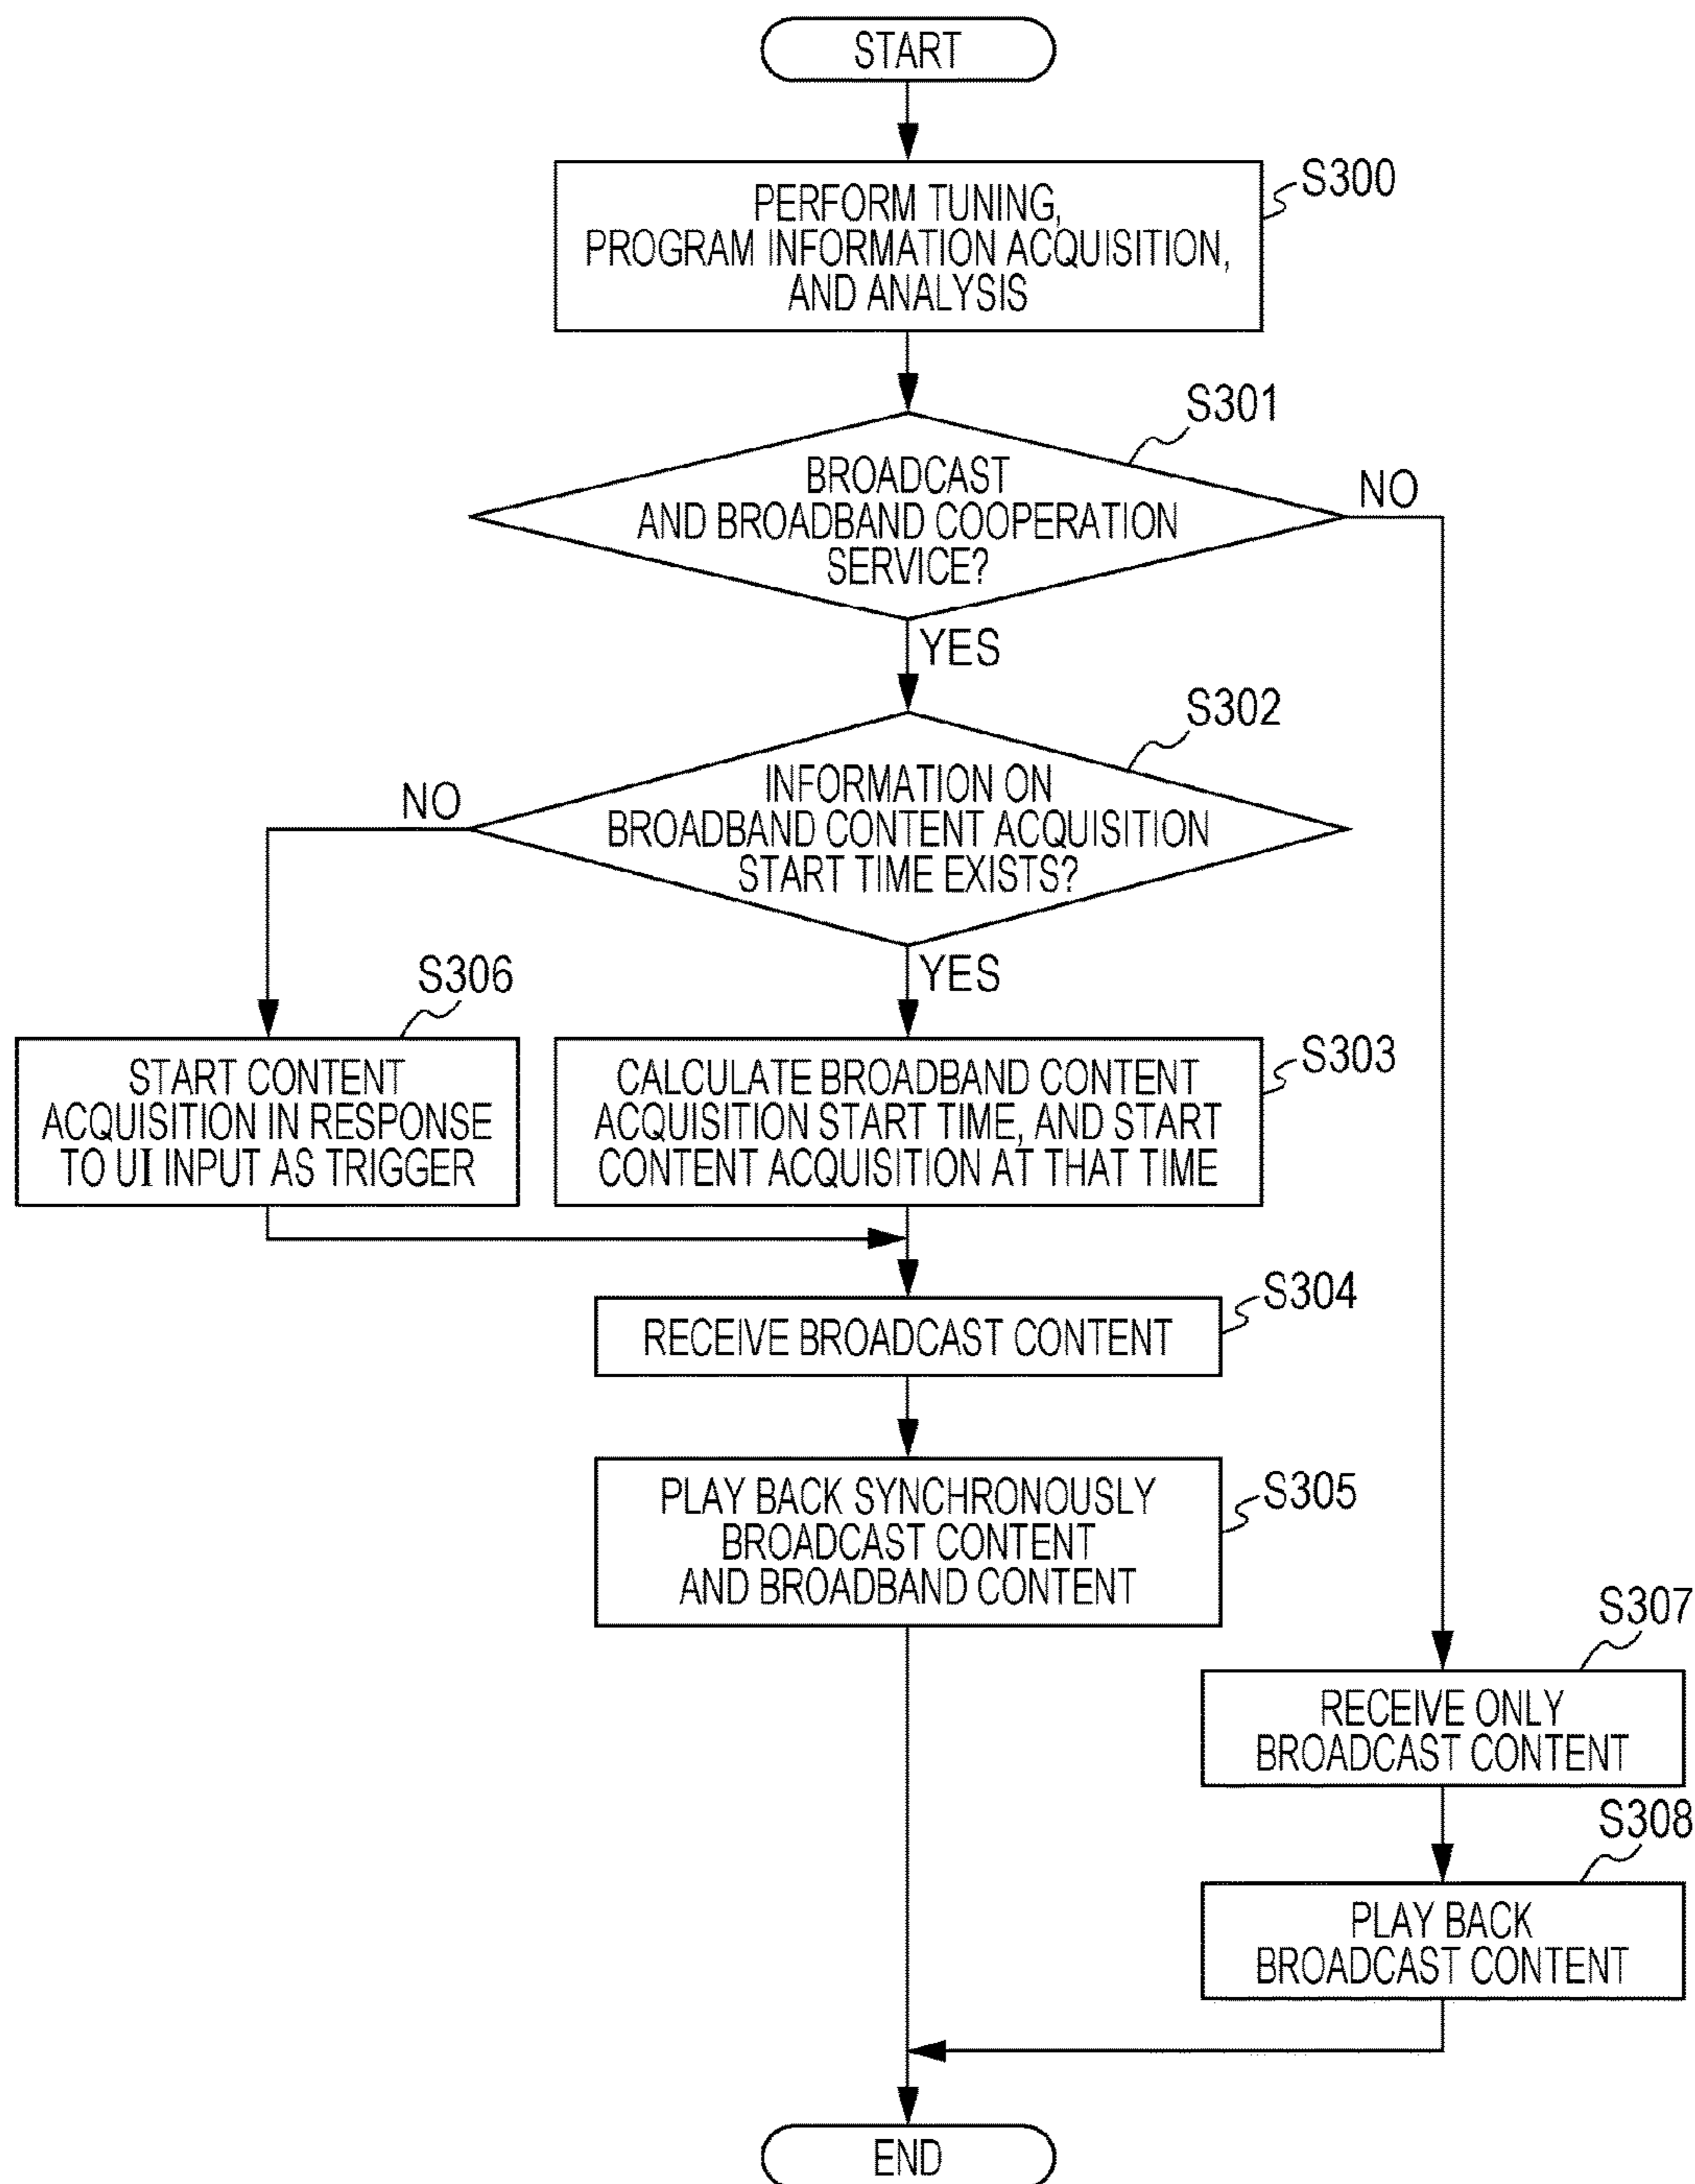 START
S300
PERFORM TUNING,
PROGRAM INFORMATION ACQUISITION,
AND ANALYSIS
S301
BROADCAST
AND BROADBAND COOPERATION
SERVICE?
NO
YES
S302
INFORMATION ON
BROADBAND CONTENT ACQUISITION
START TIME EXISTS?
NO
YES
S306
START CONTENT
ACQUISITION IN RESPONSE
TO UI INPUT AS TRIGGER
S303
CALCULATE BROADBAND CONTENT
ACQUISITION START TIME, AND START
CONTENT ACQUISITION AT THAT TIME
S304
RECEIVE BROADCAST CONTENT
S305
PLAY BACK SYNCHRONOUSLY
BROADCAST CONTENT
AND BROADBAND CONTENT
S307
RECEIVE ONLY
BROADCAST CONTENT
S308
PLAY BACK
BROADCAST CONTENT
END